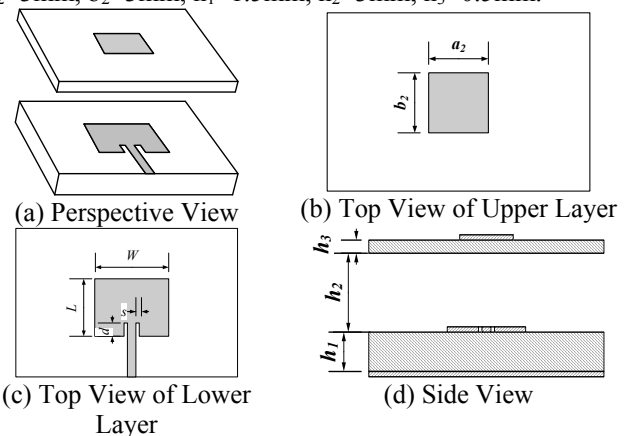 (a) Perspective View
a₂
b₂
(b) Top View of Upper Layer
W
L
s
d
(c) Top View of Lower
Layer
h₃
h₂
h₁
(d) Side View